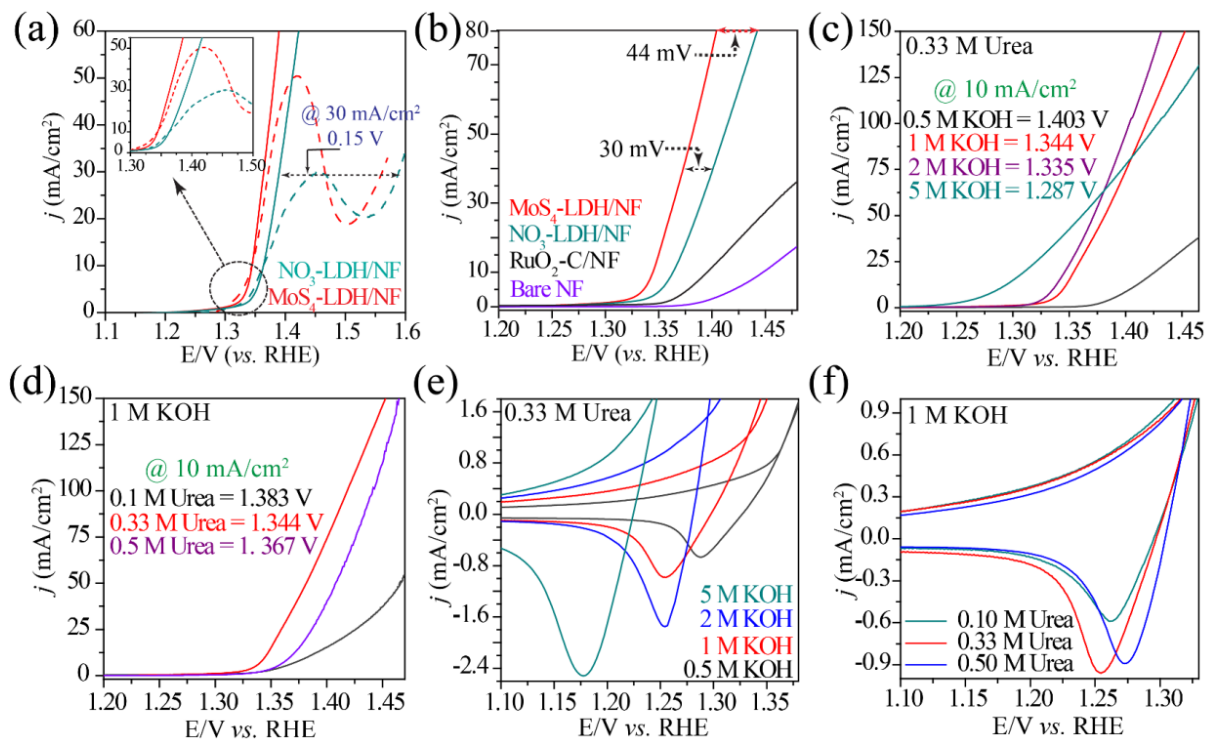 (a)
60
50
40
30
20
10
0
j (mA/cm²)
50
30
10
0
1.30 1.40 1.50
@ 30 mA/cm²
0.15 V
NO₃-LDH/NF
MoS₄-LDH/NF
1.20 1.30 1.40 1.50 1.6
E/V (vs. RHE)
(b)
80
60
40
20
0
j (mA/cm²)
44 mV
30 mV
MoS₄-LDH/NF
NO₃-LDH/NF
RuO₂-C/NF
Bare NF
1.20 1.25 1.30 1.35 1.40 1.45
E/V (vs. RHE)
(c)
150
125
100
75
50
25
0
j (mA/cm²)
0.33 M Urea
@ 10 mA/cm²
0.5 M KOH = 1.403 V
1 M KOH = 1.344 V
2 M KOH = 1.335 V
5 M KOH = 1.287 V
1.20 1.25 1.30 1.35 1.40 1.45
E/V vs. RHE
(d)
150
125
100
75
50
25
0
j (mA/cm²)
1 M KOH
@ 10 mA/cm²
0.1 M Urea = 1.383 V
0.33 M Urea = 1.344 V
0.5 M Urea = 1. 367 V
1.20 1.25 1.30 1.35 1.40 1.45
E/V vs. RHE
(e)
1.6
0.8
0.0
-0.8
-1.6
-2.4
j (mA/cm²)
0.33 M Urea
5 M KOH
2 M KOH
1 M KOH
0.5 M KOH
1.10 1.15 1.20 1.25 1.30 1.35
E/V vs. RHE
(f)
0.9
0.6
0.3
0.0
-0.3
-0.6
-0.9
j (mA/cm²)
1 M KOH
0.10 M Urea
0.33 M Urea
0.50 M Urea
1.10 1.15 1.20 1.25 1.30
E/V vs. RHE